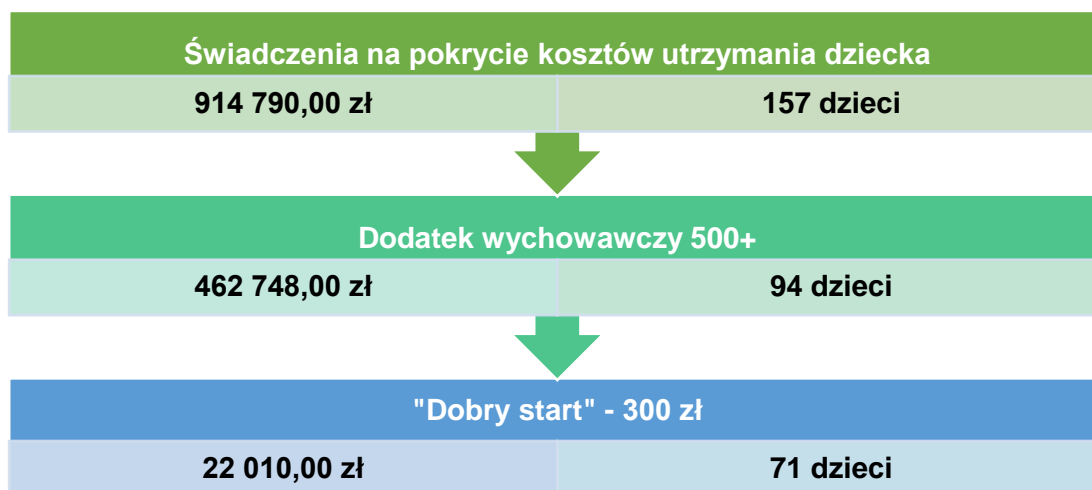 Świadczenia na pokrycie kosztów utrzymania dziecka
914 790,00 zł 157 dzieci
Dodatek wychowawczy 500+
462 748,00 zł 94 dzieci
"Dobry start" - 300 zł
22 010,00 zł 71 dzieci